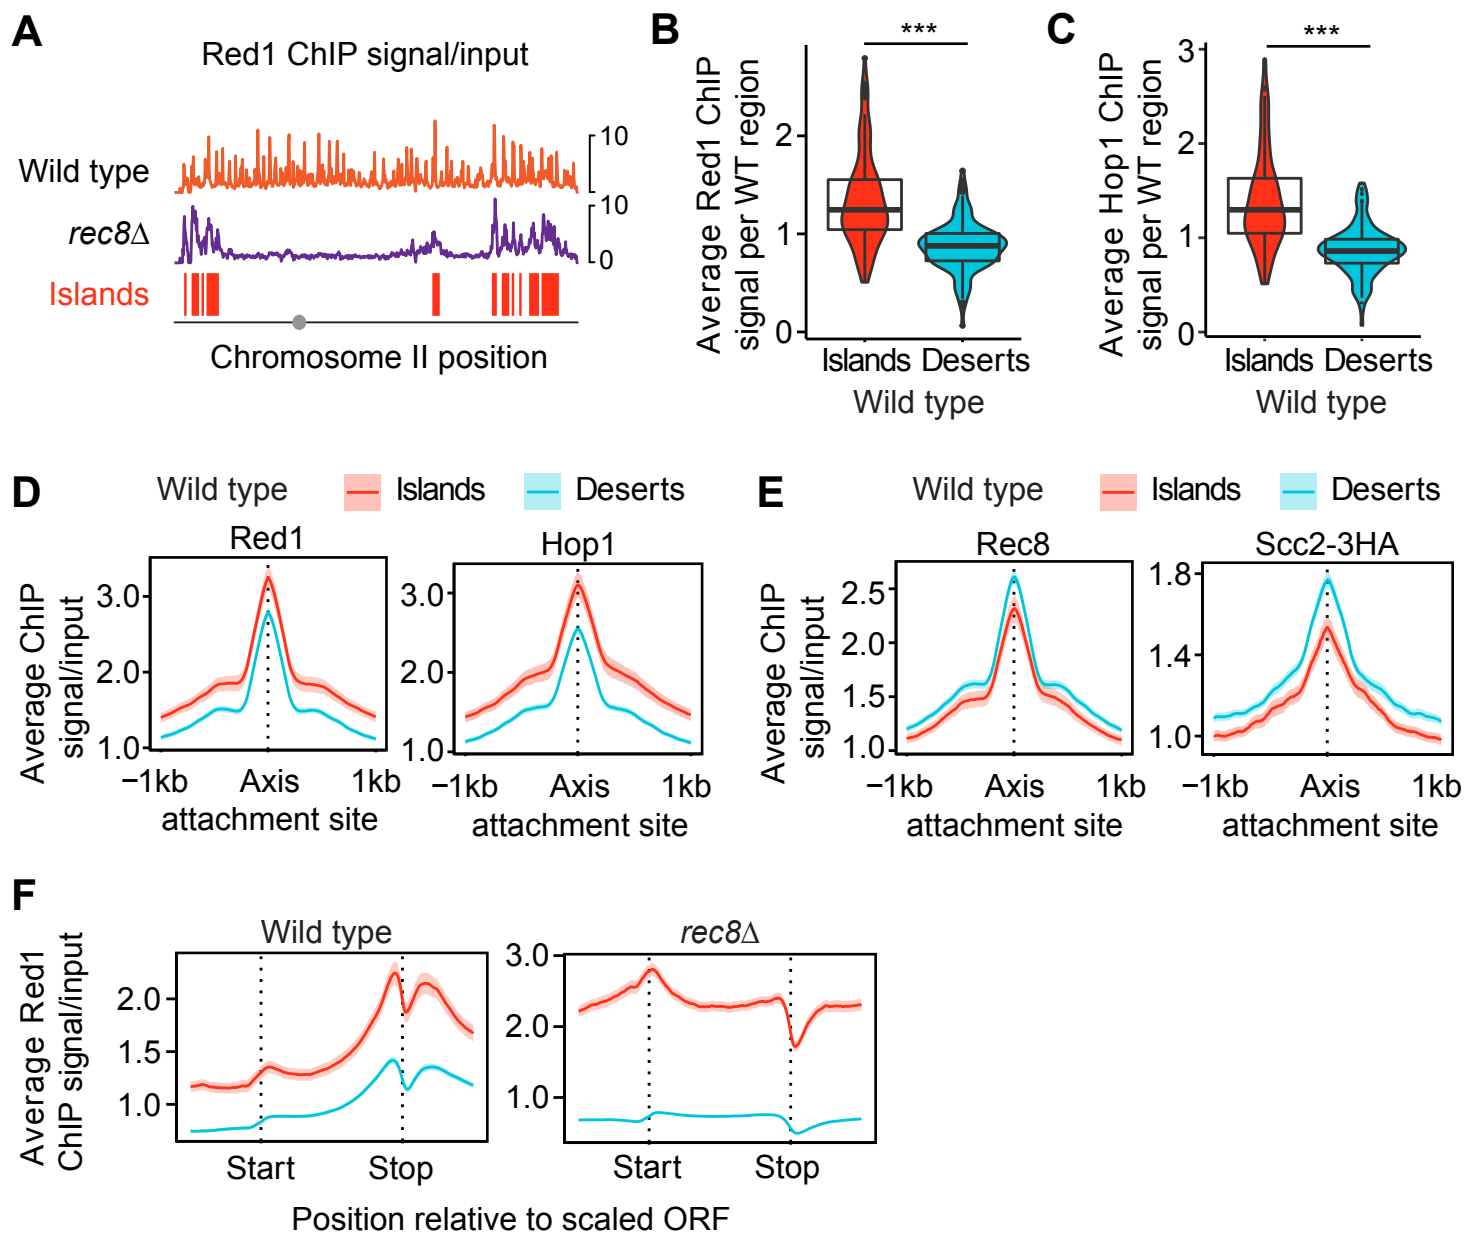 A
Red1 ChIP signal/input
Wild type
10
0
rec8Δ
10
0
Islands
Chromosome II position
B
***
Average Red1 ChIP
signal per WT region
2
1
0
Islands Deserts
Wild type
C
***
Average Hop1 ChIP
signal per WT region
3
2
1
0
Islands Deserts
Wild type
D
Wild type
Islands
Deserts
Red1
Hop1
Average ChIP
signal/input
3.0
2.0
1.0
−1kb Axis 1kb
attachment site
3.0
2.0
1.0
−1kb Axis 1kb
attachment site
E
Wild type
Islands
Deserts
Rec8
Scc2-3HA
Average ChIP
signal/input
2.5
2.0
1.5
1.0
−1kb Axis 1kb
attachment site
1.8
1.4
1.0
−1kb Axis 1kb
attachment site
F
Wild type
rec8Δ
Average Red1
ChIP signal/input
2.0
1.5
1.0
Start Stop
3.0
2.0
1.0
Start Stop
Position relative to scaled ORF